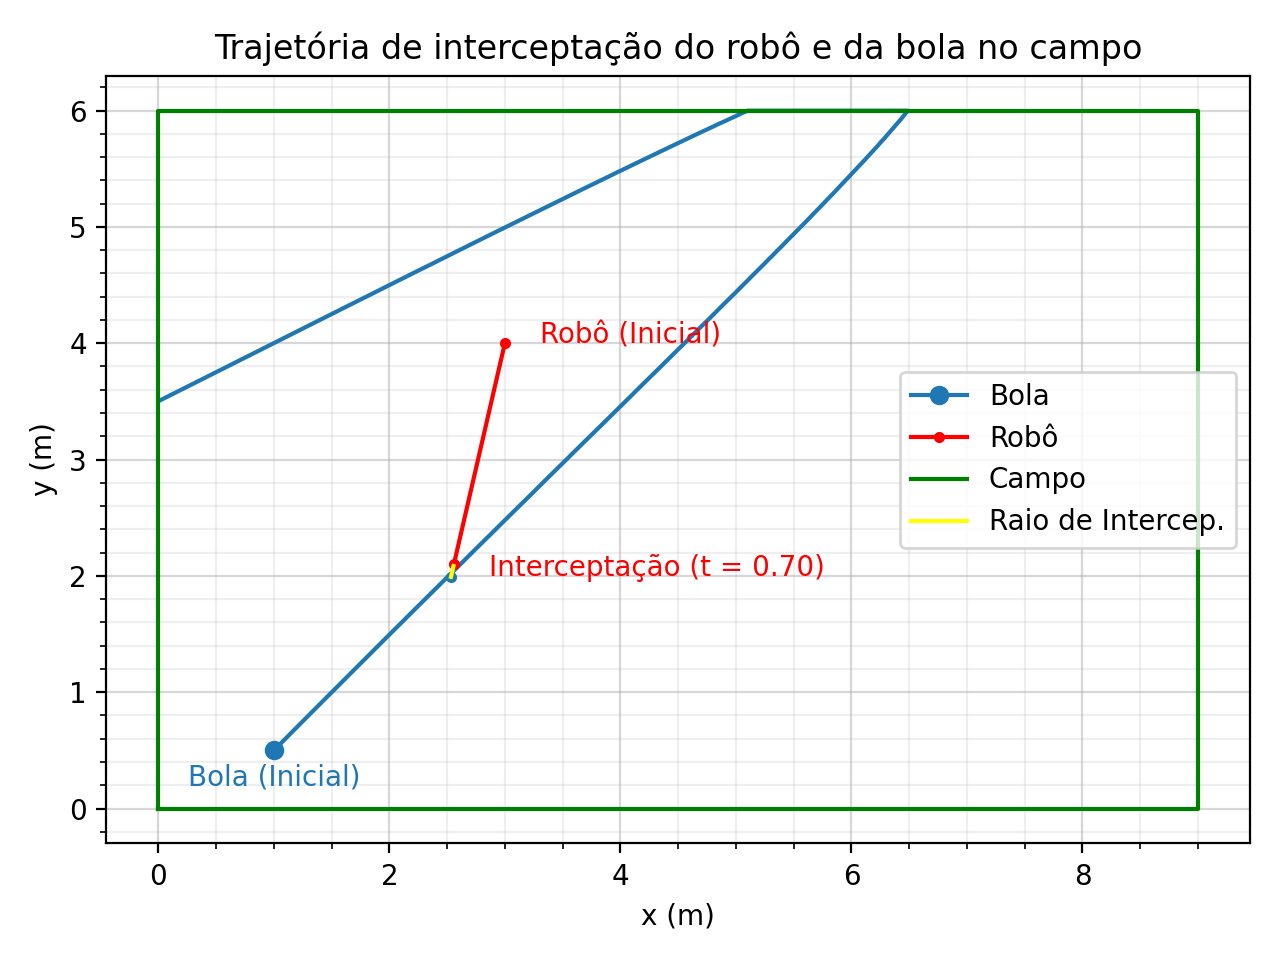 Trajetória de interceptação do robô e da bola no campo
6
5
4
3
2
1
0
y (m)
Robô (Inicial)
Bola
Robô
Campo
Raio de Intercep.
Interceptação (t = 0.70)
Bola (Inicial)
0 2 4 6 8
x (m)